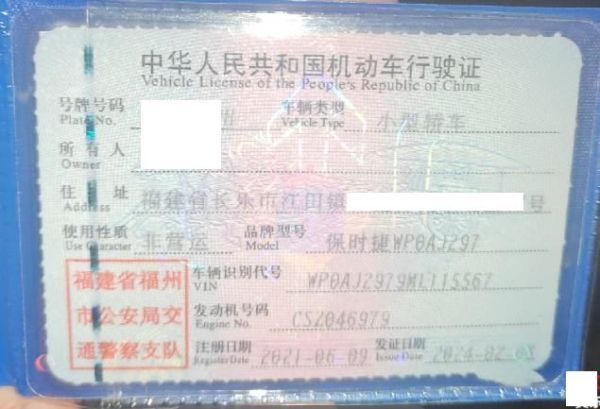 中华人民共和国机动车行驶证
Vehicle License of the People's Republic of China
号牌号码 车辆类型 小型轿车
Plate No. Vehicle Type
所有人
Owner
住址 福建省长乐市江田镇 号
Address
使用性质 非营运 品牌型号 保时捷WP0AJ297
Use Character Model
福建省福州 车辆识别代号 WP0AJ2979ML115567
VIN
市公安局交 发动机号码 CSZ046979
Engine No.
通警察支队 注册日期 2021-06-09 发证日期
Register Date Issue Date